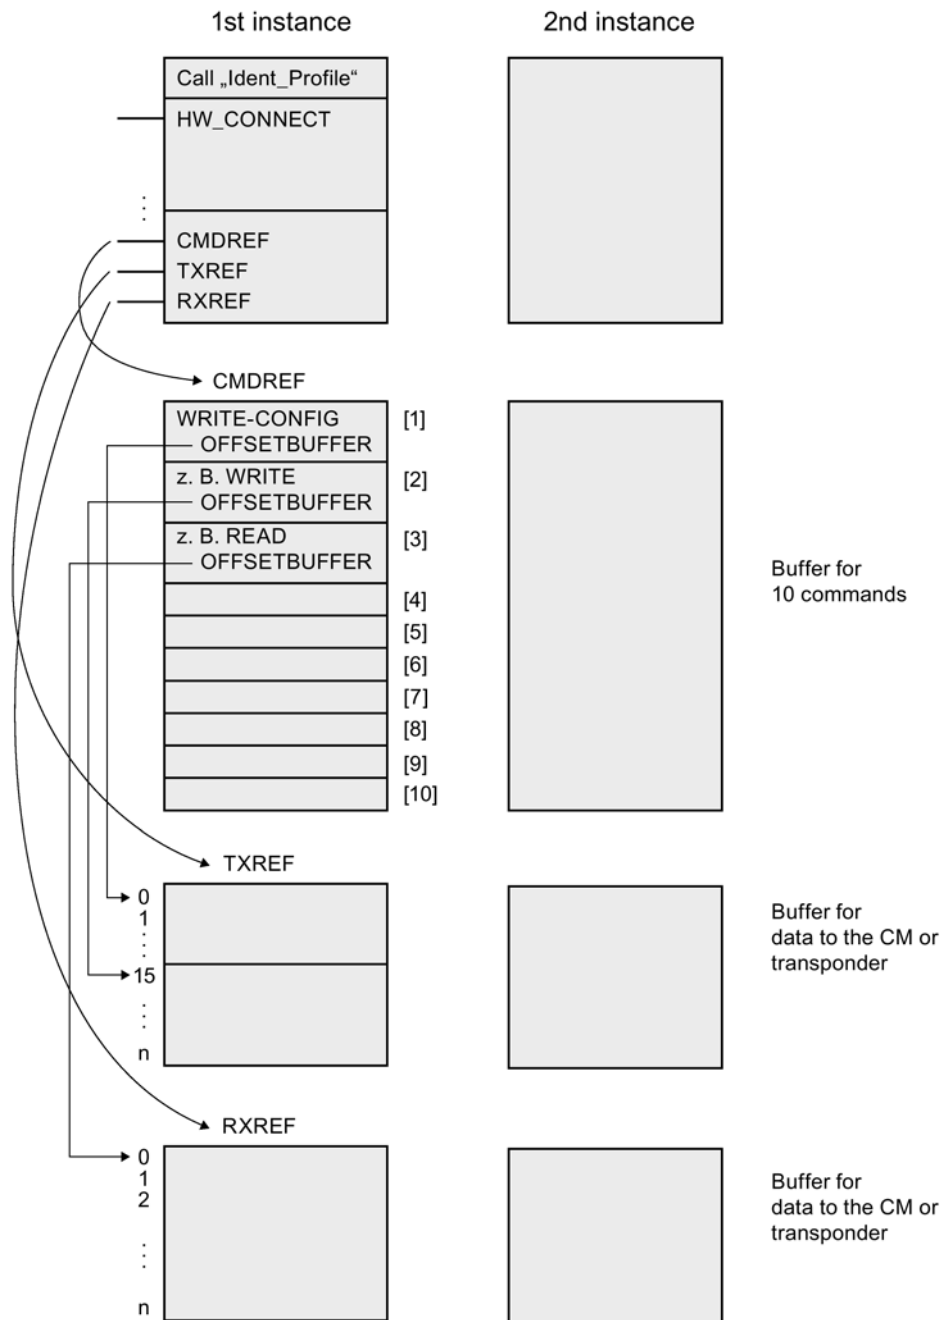 1st instance
2nd instance
Call „Ident_Profile“
HW_CONNECT
⋮
CMDREF
TXREF
RXREF
CMDREF
WRITE-CONFIG
OFFSETBUFFER
[1]
z. B. WRITE
OFFSETBUFFER
[2]
z. B. READ
OFFSETBUFFER
[3]
[4]
[5]
[6]
[7]
[8]
[9]
[10]
Buffer for
10 commands
TXREF
0
1
⋮
15
⋮
n
Buffer for
data to the CM or
transponder
RXREF
0
1
2
⋮
n
Buffer for
data to the CM or
transponder